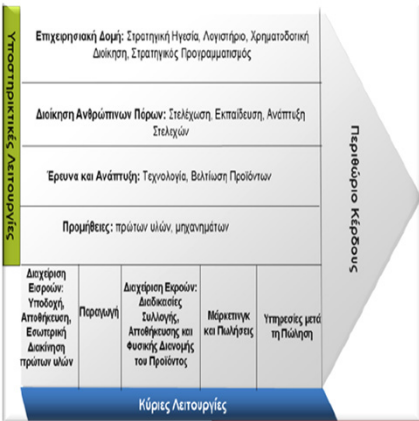 Υποστηρικτικές Λειτουργίες
Επιχειρησιακή Δομή: Στρατηγική Ηγεσία, Λογιστήριο, Χρηματοδοτική
Διοίκηση, Στρατηγικός Προγραμματισμός
Διοίκηση Ανθρώπινων Πόρων: Στελέχωση, Εκπαίδευση, Ανάπτυξη
Στελεχών
Έρευνα και Ανάπτυξη: Τεχνολογία, Βελτίωση Προϊόντων
Προμήθειες: πρώτων υλών, μηχανημάτων
Περιθώριο Κέρδους
Διαχείριση
Εισροών:
Υποδοχή,
Αποθήκευση,
Εσωτερική
Διακίνηση
πρώτων υλών
Παραγωγή
Διαχείριση Εκροών:
Διαδικασίες
Συλλογής,
Αποθήκευσης και
Φυσικής Διανομής
του Προϊόντος
Μάρκετινγκ
και Πωλήσεις
Υπηρεσίες μετά
τη Πώληση
Κύριες Λειτουργίες